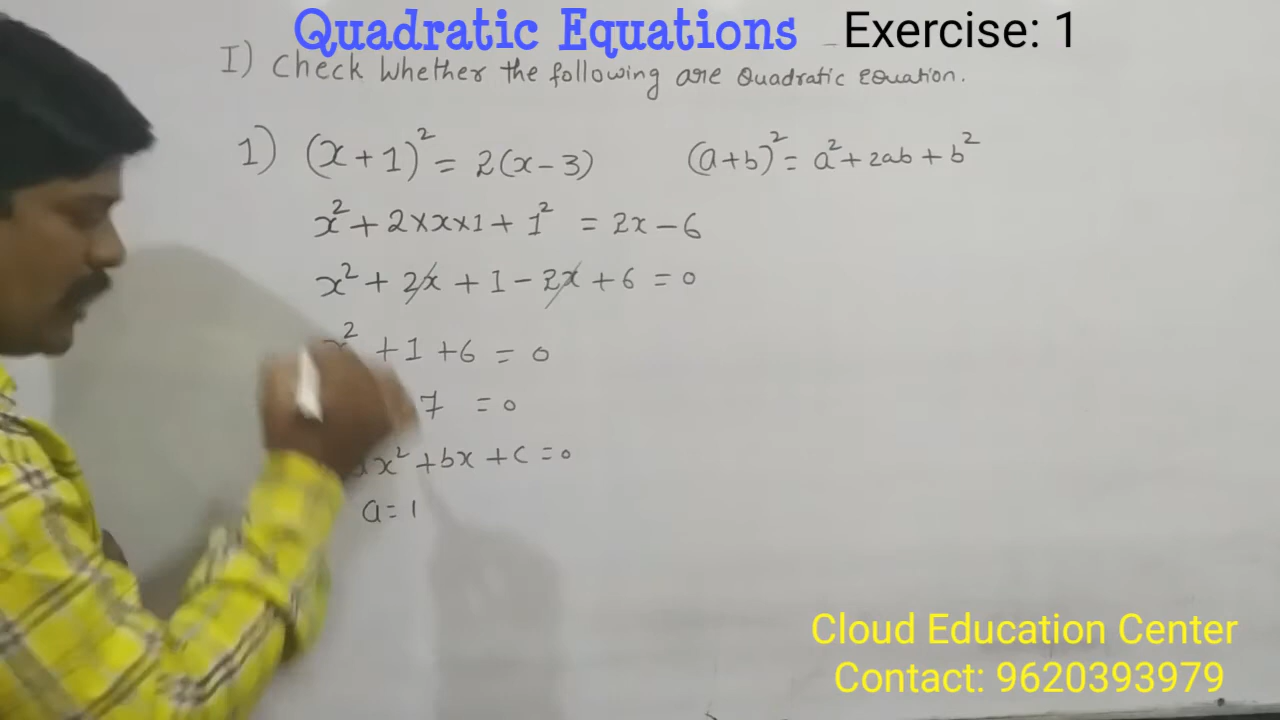 Quadratic Equations - Exercise: 1
I) Check Whether the following are Quadratic Equation.
1) (x + 1)² = 2(x - 3) (a+b)² = a² + 2ab + b²
x² + 2×x×1 + 1² = 2x - 6
x² + 2x + 1 - 2x + 6 = 0
x² + 1 + 6 = 0
7 = 0
ax² + bx + c = 0
a = 1
Cloud Education Center
Contact: 9620393979